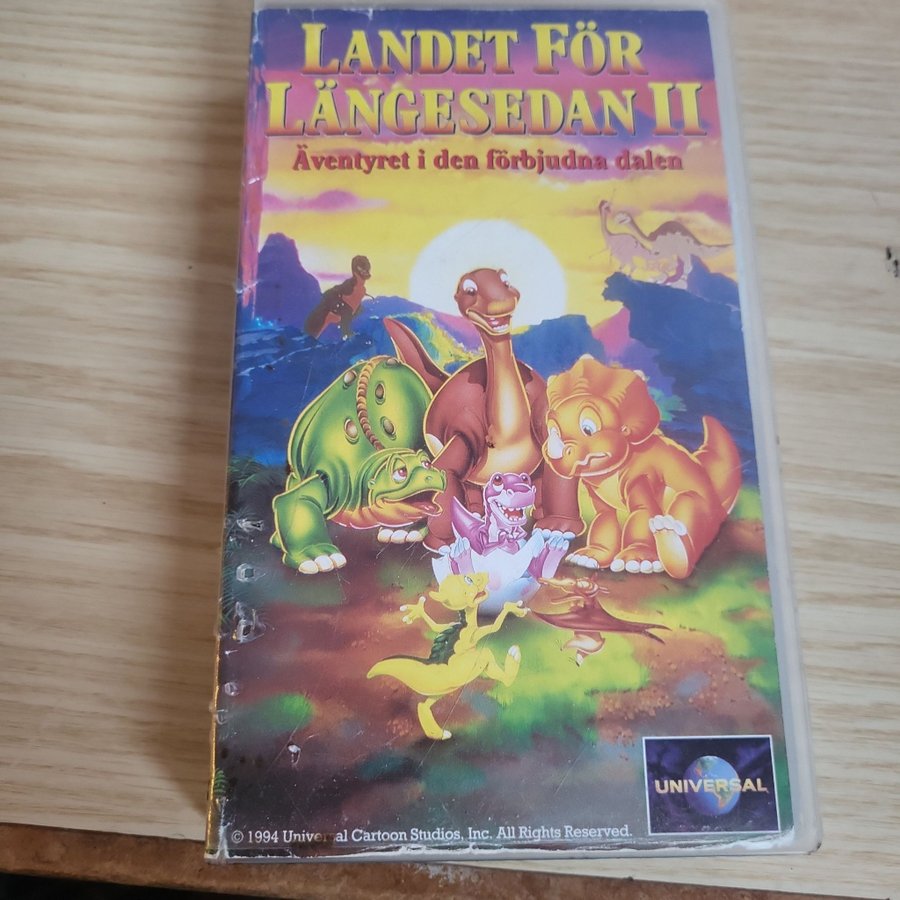 LANDET FÖR
LÄNGESEDAN II
Äventyret i den förbjudna dalen
UNIVERSAL
© 1994 Universal Cartoon Studios, Inc. All Rights Reserved.